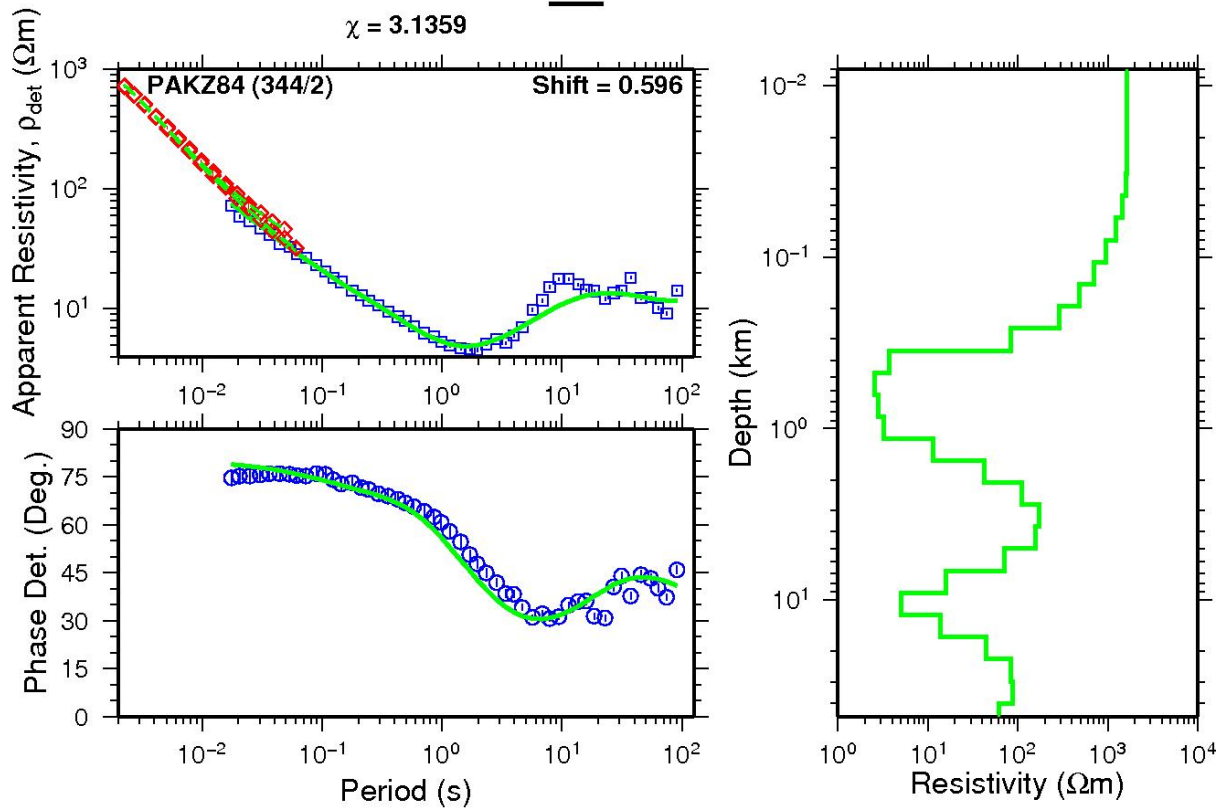 χ = 3.1359
PAKZ84 (344/2)
Shift = 0.596
Apparent Resistivity, ρdet (Ωm)
10³
10²
10¹
10⁻² 10⁻¹ 10⁰ 10¹ 10²
Phase Det. (Deg.)
90
75
60
45
30
15
0
10⁻² 10⁻¹ 10⁰ 10¹ 10²
Period (s)
Depth (km)
10⁻²
10⁻¹
10⁰
10¹
10⁰ 10¹ 10² 10³ 10⁴
Resistivity (Ωm)